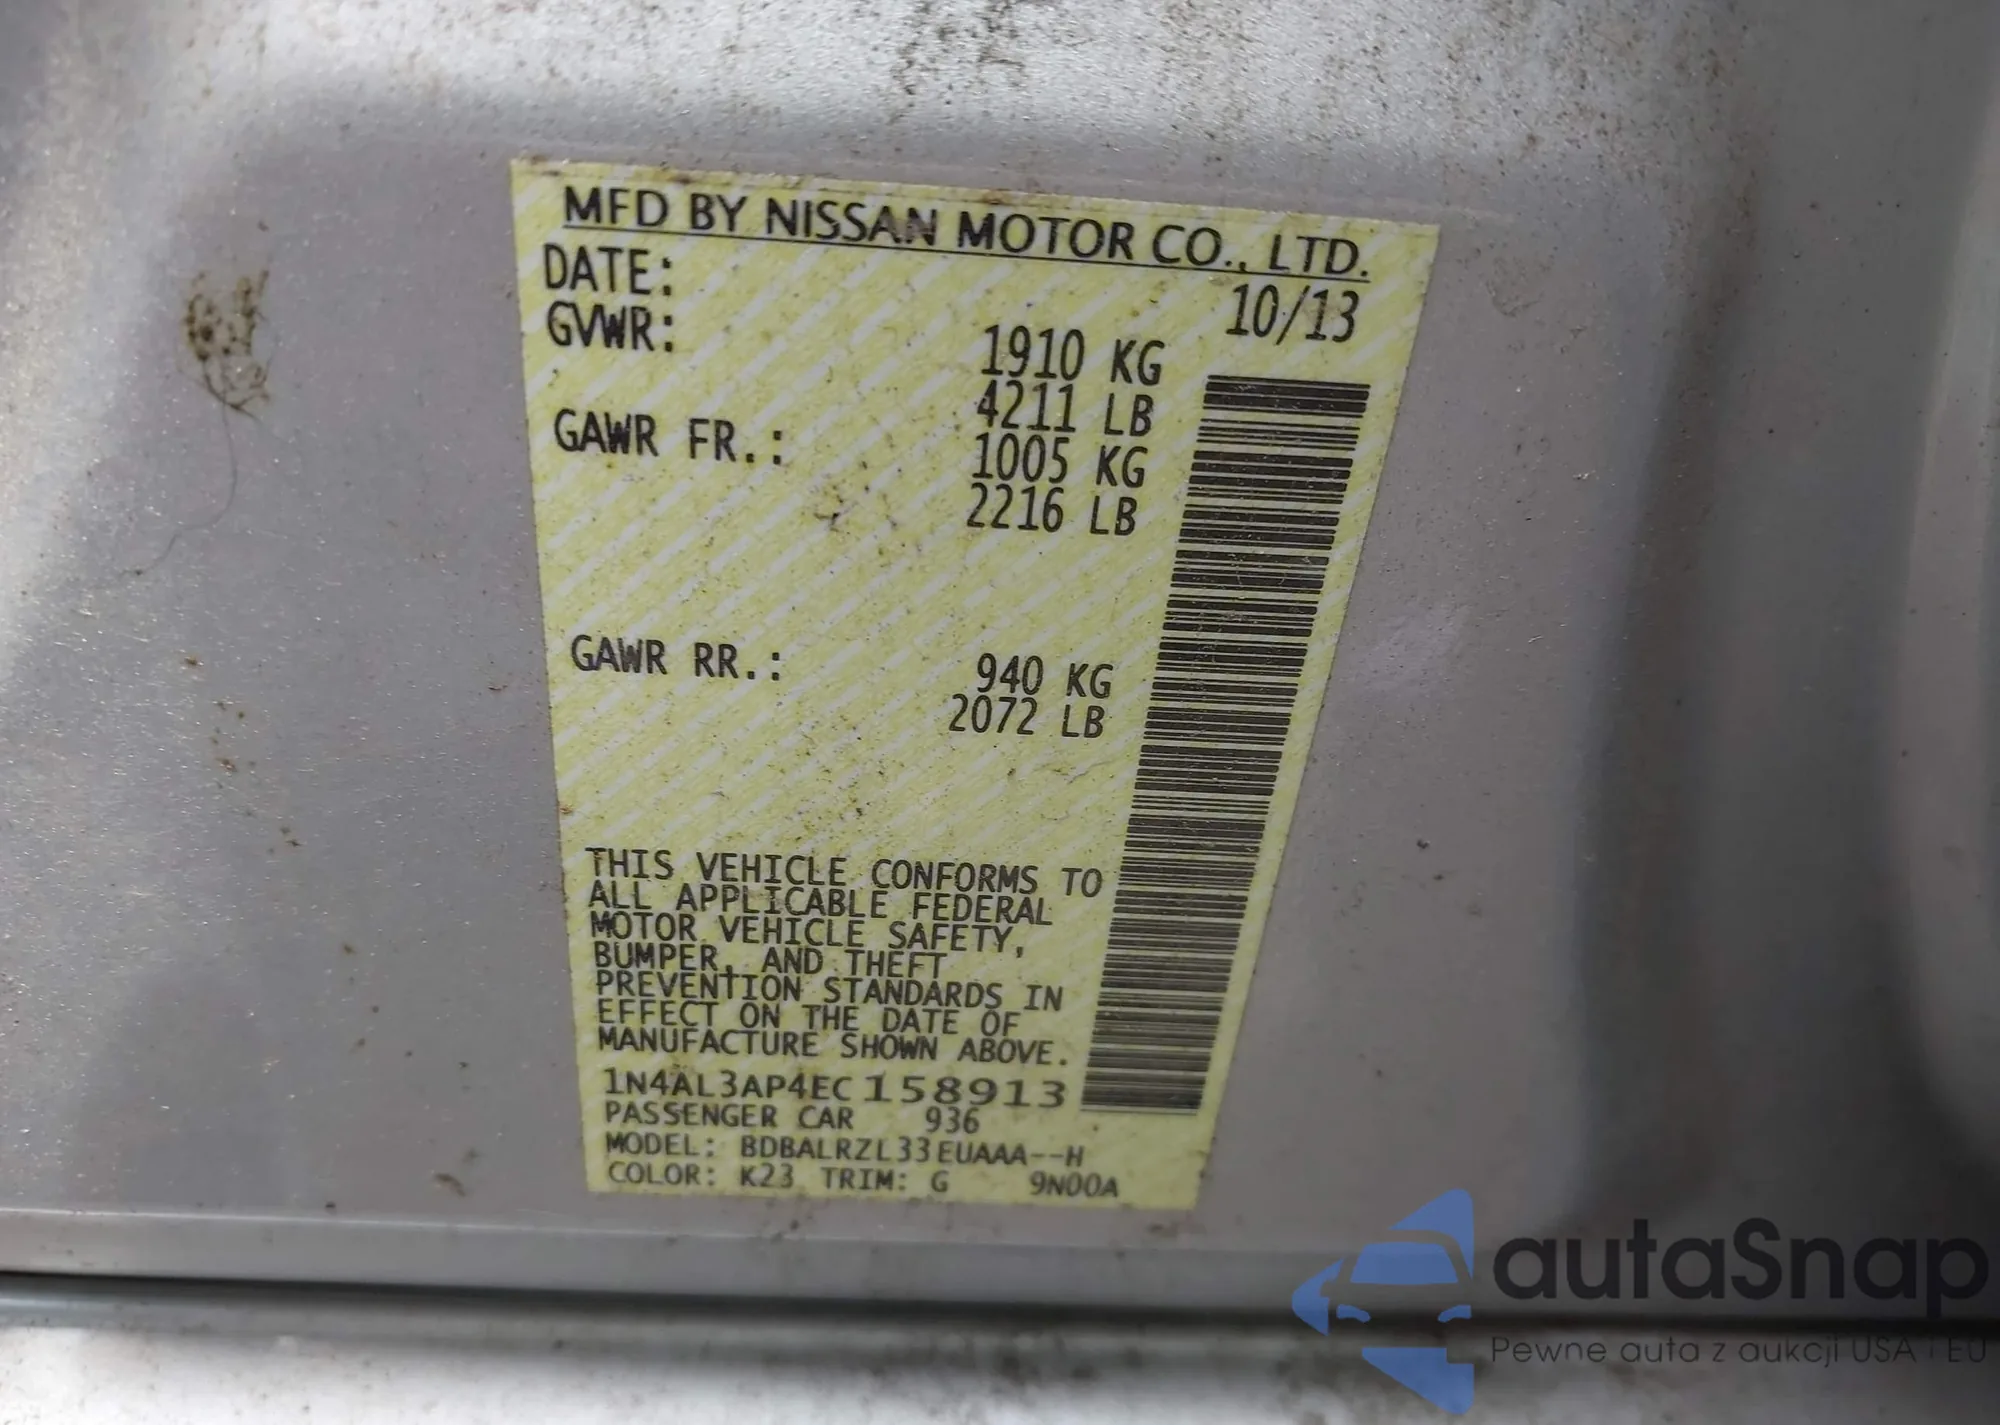 MFD BY NISSAN MOTOR CO., LTD.
DATE: 10/13
GVWR: 1910 KG
4211 LB
GAWR FR.: 1005 KG
2216 LB
GAWR RR.: 940 KG
2072 LB
THIS VEHICLE CONFORMS TO
ALL APPLICABLE FEDERAL
MOTOR VEHICLE SAFETY,
BUMPER, AND THEFT
PREVENTION STANDARDS IN
EFFECT ON THE DATE OF
MANUFACTURE SHOWN ABOVE.
1N4AL3AP4EC158913
PASSENGER CAR 936
MODEL: BDBALRZL33EUAAA--H
COLOR: K23 TRIM: G 9N00A
autaSnap
Pewne auta z aukcji USA i EU